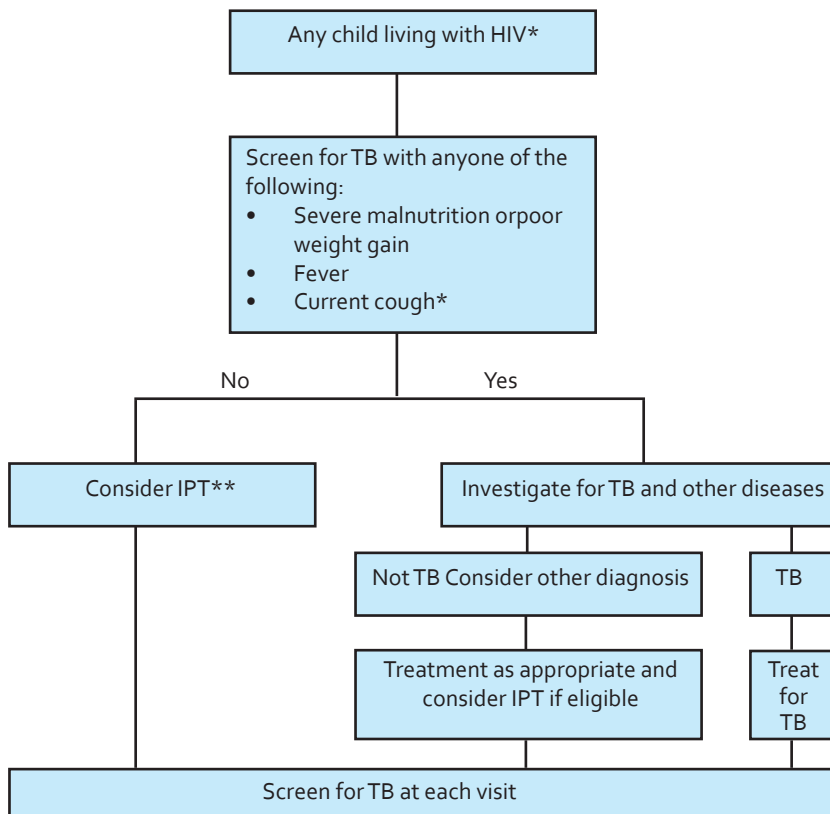 Any child living with HIV*
Screen for TB with anyone of the
following:
• Severe malnutrition orpoor
weight gain
• Fever
• Current cough*
No
Yes
Consider IPT**
Investigate for TB and other diseases
Not TB Consider other diagnosis
TB
Treatment as appropriate and
consider IPT if eligible
Treat
for
TB
Screen for TB at each visit